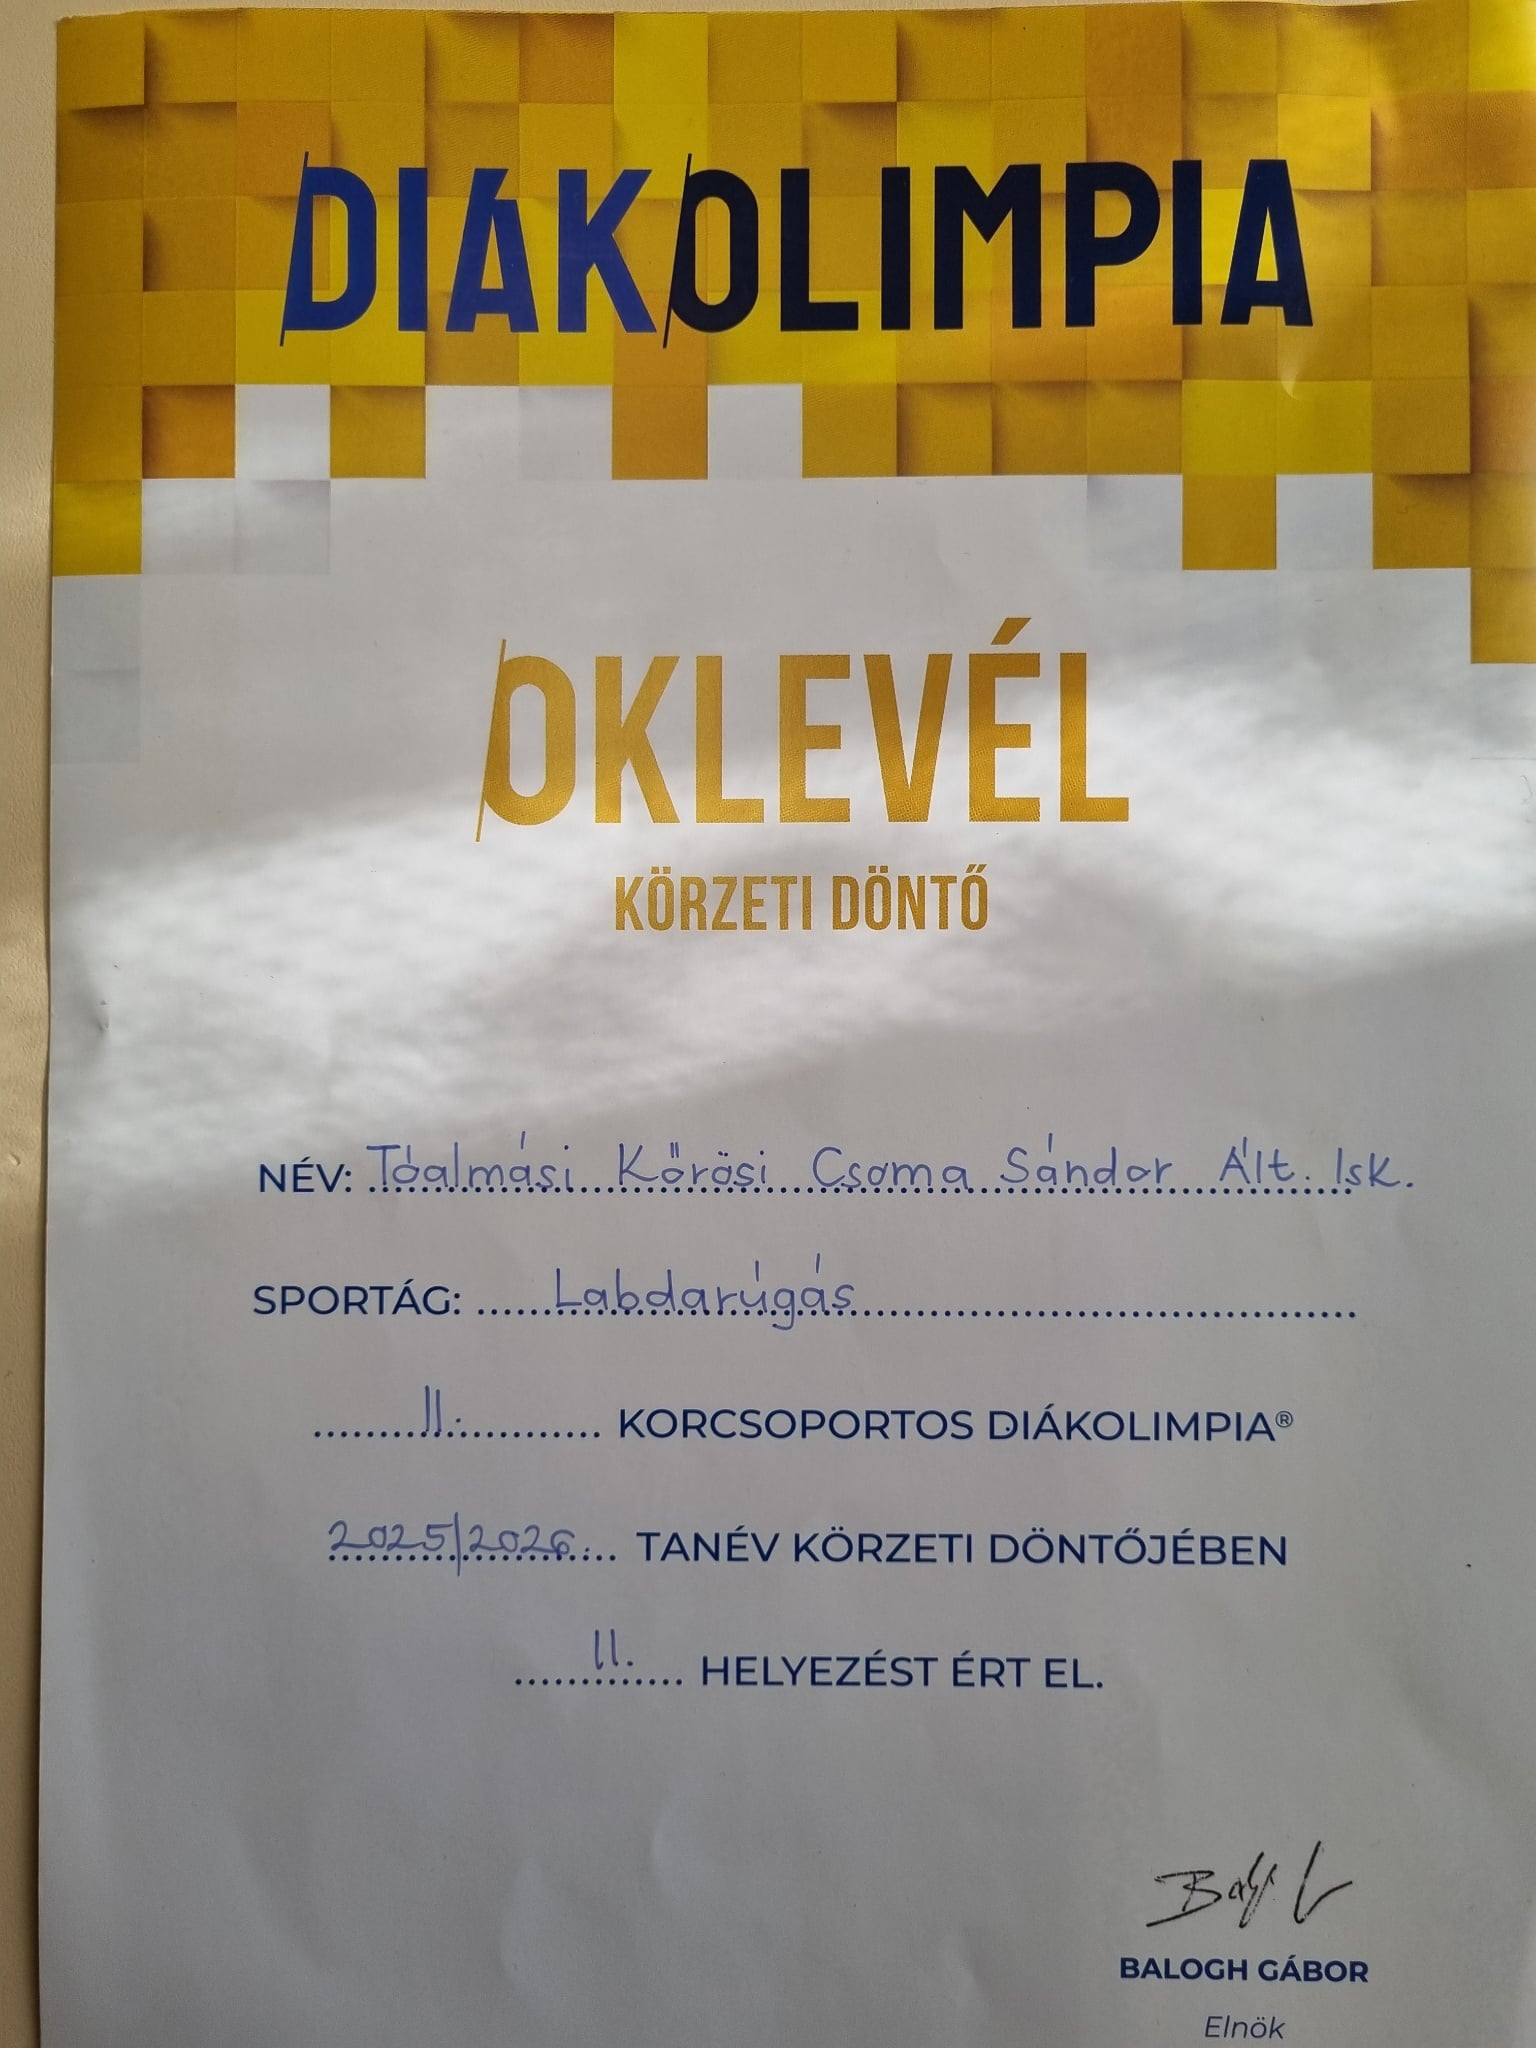 DIÁKOLIMPIA
OKLEVÉL
KÖRZETI DÖNTŐ
NÉV: Tóalmási Kőrösi Csoma Sándor Ált. Isk.
SPORTÁG: Labdarúgás
II. KORCSOPORTOS DIÁKOLIMPIA®
2025/2026. TANÉV KÖRZETI DÖNTŐJÉBEN
II. HELYEZÉST ÉRT EL.
BALOGH GÁBOR
Elnök